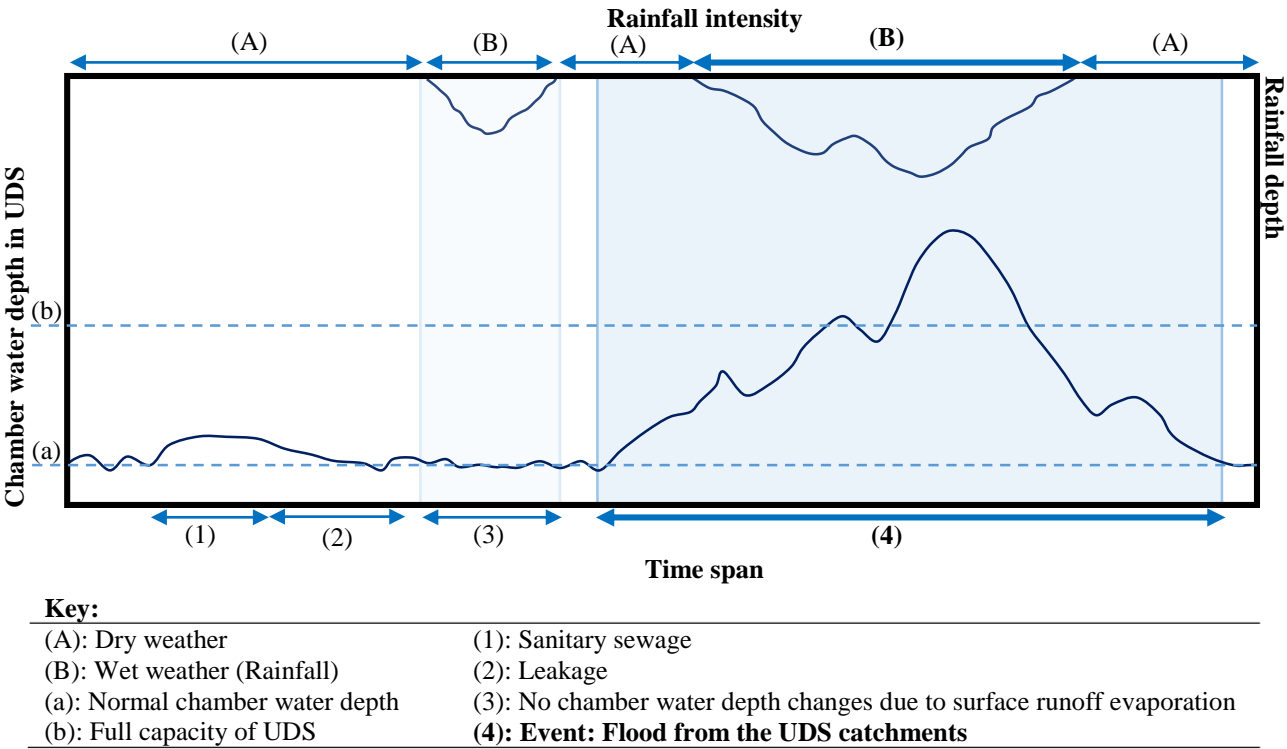 Rainfall intensity
(A) (B) (A) (B) (A)
Rainfall depth
Chamber water depth in UDS
(b)
(a)
(1) (2) (3) (4)
Time span
Key:
(A): Dry weather (1): Sanitary sewage
(B): Wet weather (Rainfall) (2): Leakage
(a): Normal chamber water depth (3): No chamber water depth changes due to surface runoff evaporation
(b): Full capacity of UDS (4): Event: Flood from the UDS catchments